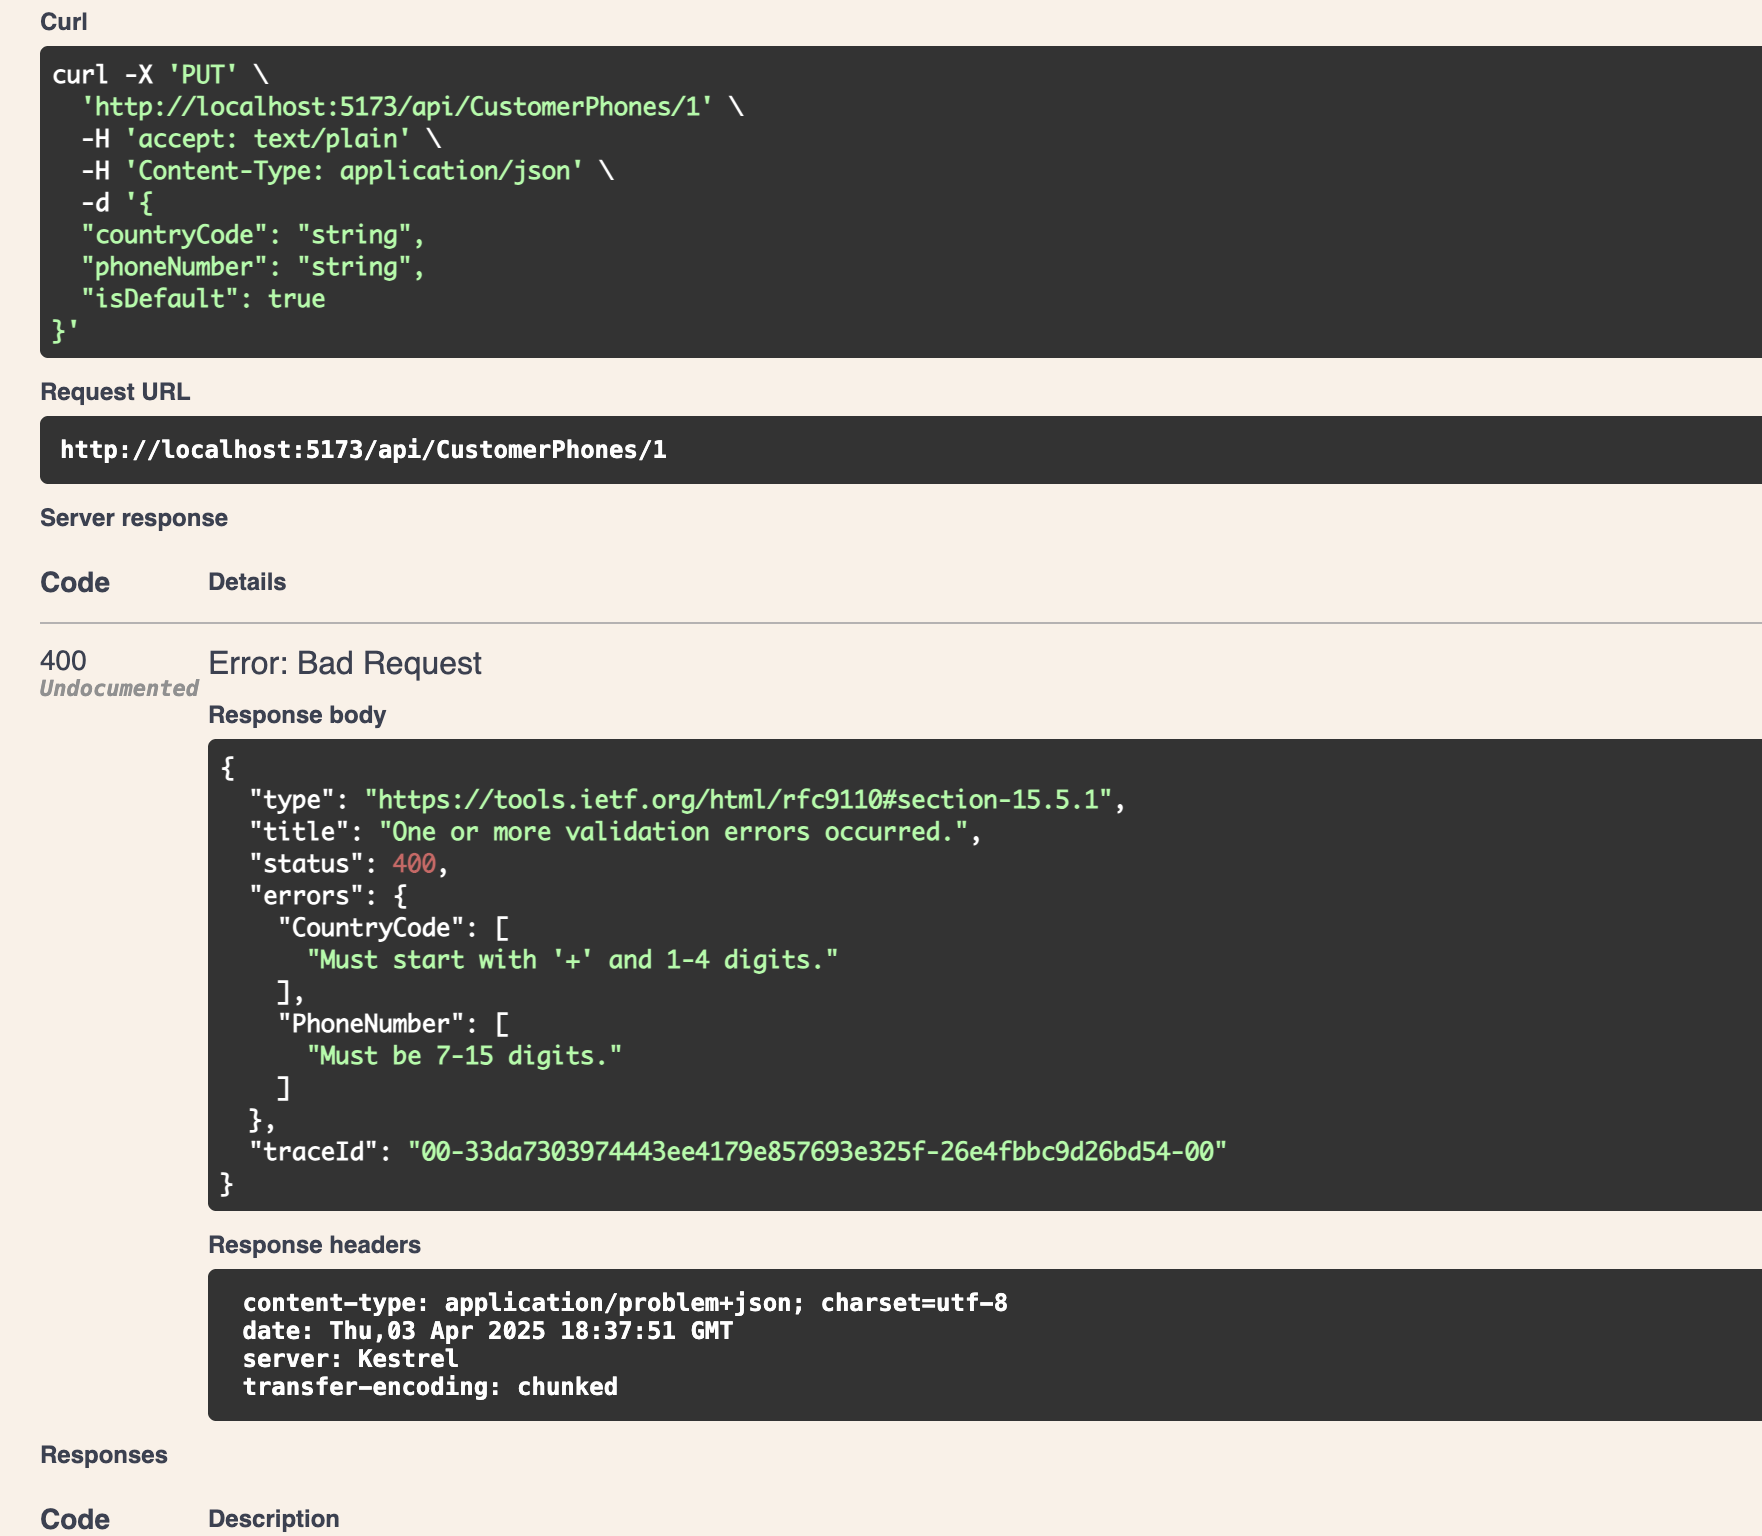 Curl
curl -X 'PUT' \
  'http://localhost:5173/api/CustomerPhones/1' \
  -H 'accept: text/plain' \
  -H 'Content-Type: application/json' \
  -d '{
  "countryCode": "string",
  "phoneNumber": "string",
  "isDefault": true
}'
Request URL
http://localhost:5173/api/CustomerPhones/1
Server response
Code Details
400 Error: Bad Request
Undocumented
Response body
{
  "type": "https://tools.ietf.org/html/rfc9110#section-15.5.1",
  "title": "One or more validation errors occurred.",
  "status": 400,
  "errors": {
    "CountryCode": [
      "Must start with '+' and 1-4 digits."
    ],
    "PhoneNumber": [
      "Must be 7-15 digits."
    ]
  },
  "traceId": "00-33da7303974443ee4179e857693e325f-26e4fbbc9d26bd54-00"
}
Response headers
content-type: application/problem+json; charset=utf-8
date: Thu,03 Apr 2025 18:37:51 GMT
server: Kestrel
transfer-encoding: chunked
Responses
Code Description